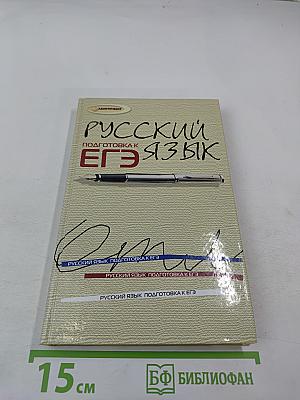 РУССКИЙ
ПОДГОТОВКА К
ЕГЭ ЯЗЫК
РУССКИЙ ЯЗЫК ПОДГОТОВКА К ЕГЭ
РУССКИЙ ЯЗЫК ПОДГОТОВКА К ЕГЭ
РУССКИЙ ЯЗЫК ПОДГОТОВКА К ЕГЭ
15 см
БФ БИБЛИОФАН